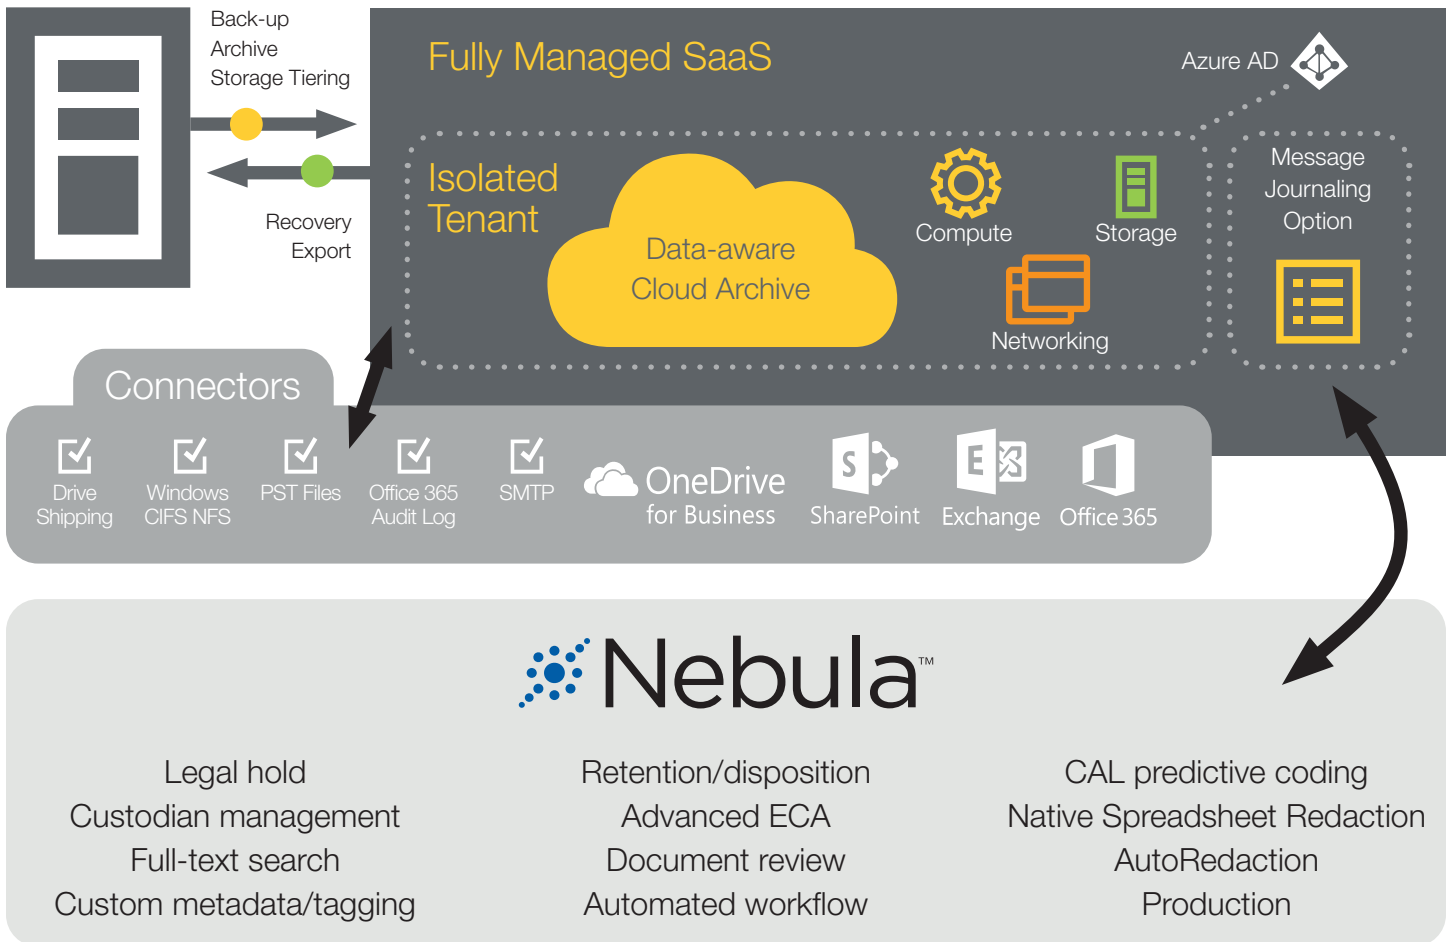 Back-up
Archive
Storage Tiering
Recovery
Export
Fully Managed SaaS
Azure AD
Isolated
Tenant
Data-aware
Cloud Archive
Compute
Storage
Networking
Message
Journaling
Option
Connectors
Drive
Shipping
Windows
CIFS NFS
PST Files
Office 365
Audit Log
SMTP
OneDrive
for Business
S
SharePoint
E
Exchange
Office 365
Nebula™
Legal hold
Custodian management
Full-text search
Custom metadata/tagging
Retention/disposition
Advanced ECA
Document review
Automated workflow
CAL predictive coding
Native Spreadsheet Redaction
AutoRedaction
Production